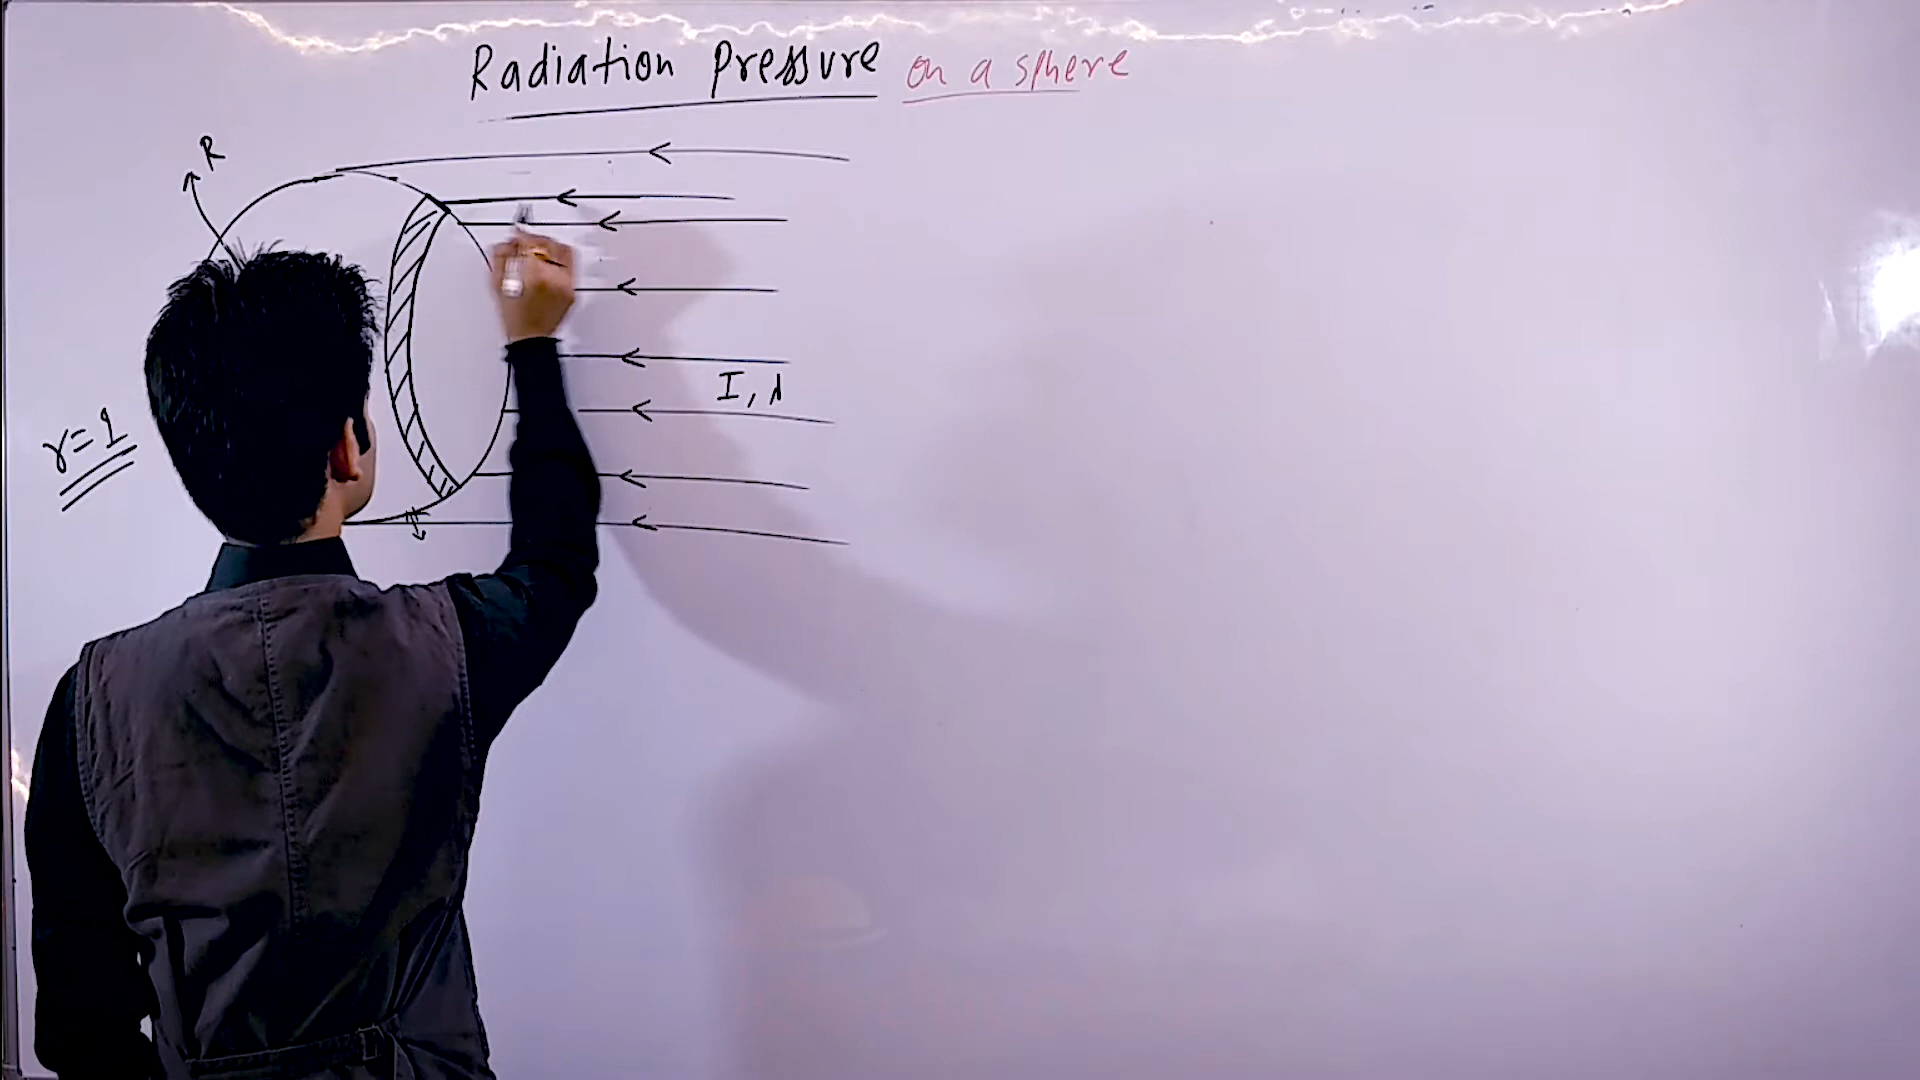 Radiation Pressure on a sphere
R
I, λ
r=1